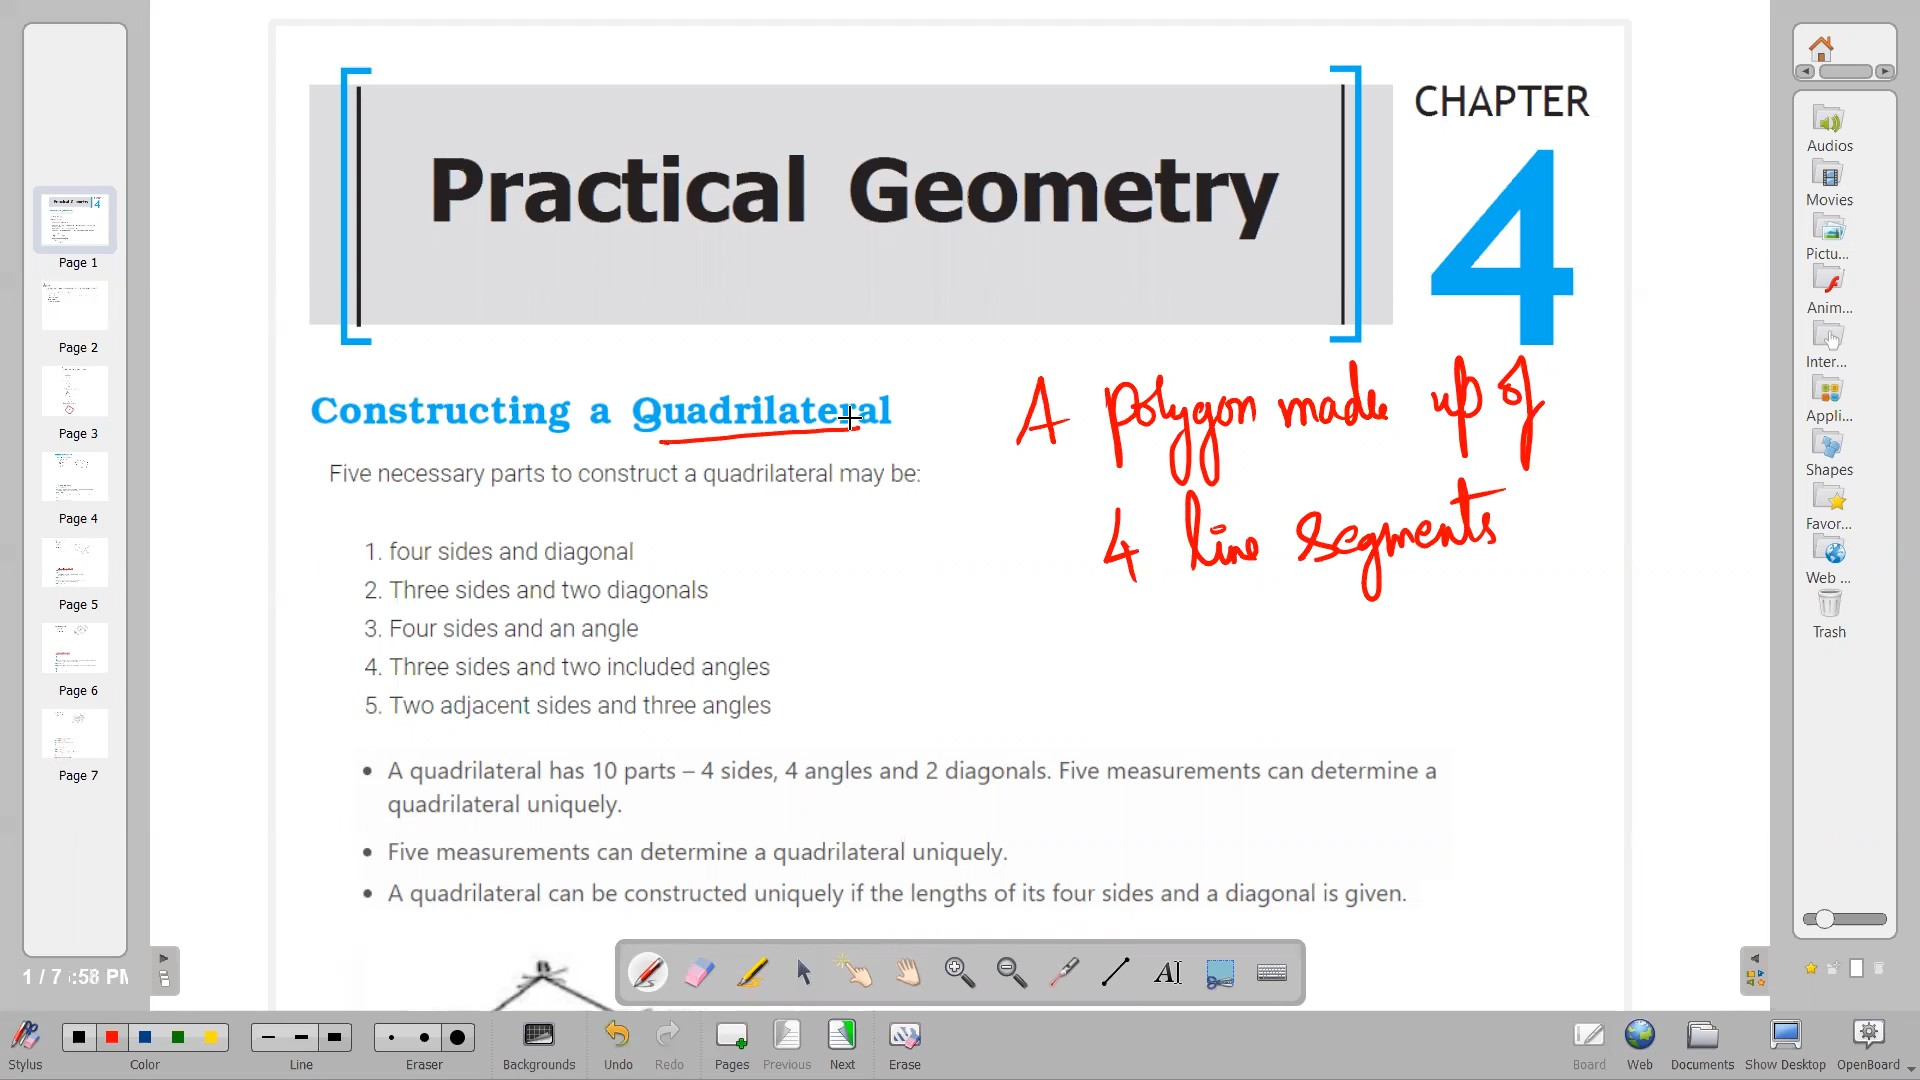 CHAPTER
4
Practical Geometry
Constructing a Quadrilateral
A polygon made up of
4 line segments
Five necessary parts to construct a quadrilateral may be:
1. four sides and diagonal
2. Three sides and two diagonals
3. Four sides and an angle
4. Three sides and two included angles
5. Two adjacent sides and three angles
• A quadrilateral has 10 parts – 4 sides, 4 angles and 2 diagonals. Five measurements can determine a
quadrilateral uniquely.
• Five measurements can determine a quadrilateral uniquely.
• A quadrilateral can be constructed uniquely if the lengths of its four sides and a diagonal is given.
B
Page 1
Page 2
Page 3
Page 4
Page 5
Page 6
Page 7
1 / 7
:58 PM
Audios
Movies
Pictu...
Anim...
Inter...
Appli...
Shapes
Favor...
Web ...
Trash
Stylus
Color
Line
Eraser
Backgrounds
Undo
Redo
Pages
Previous
Next
Erase
Board
Web
Documents
Show Desktop
OpenBoard